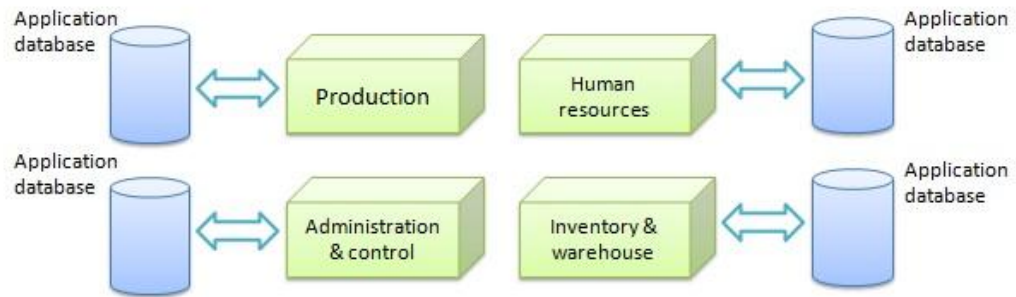 Application
database
Production
Human
resources
Application
database
Application
database
Administration
& control
Inventory &
warehouse
Application
database